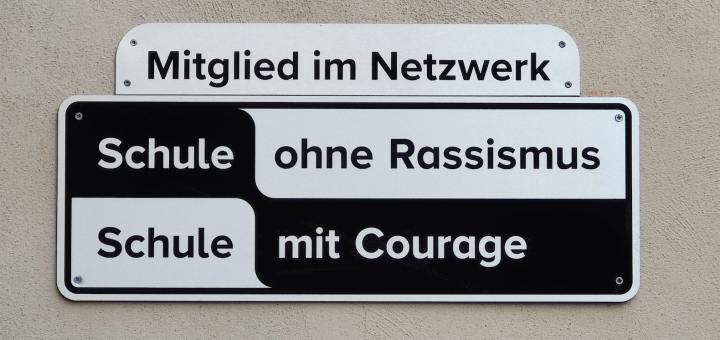 Mitglied im Netzwerk
Schule ohne Rassismus
Schule mit Courage